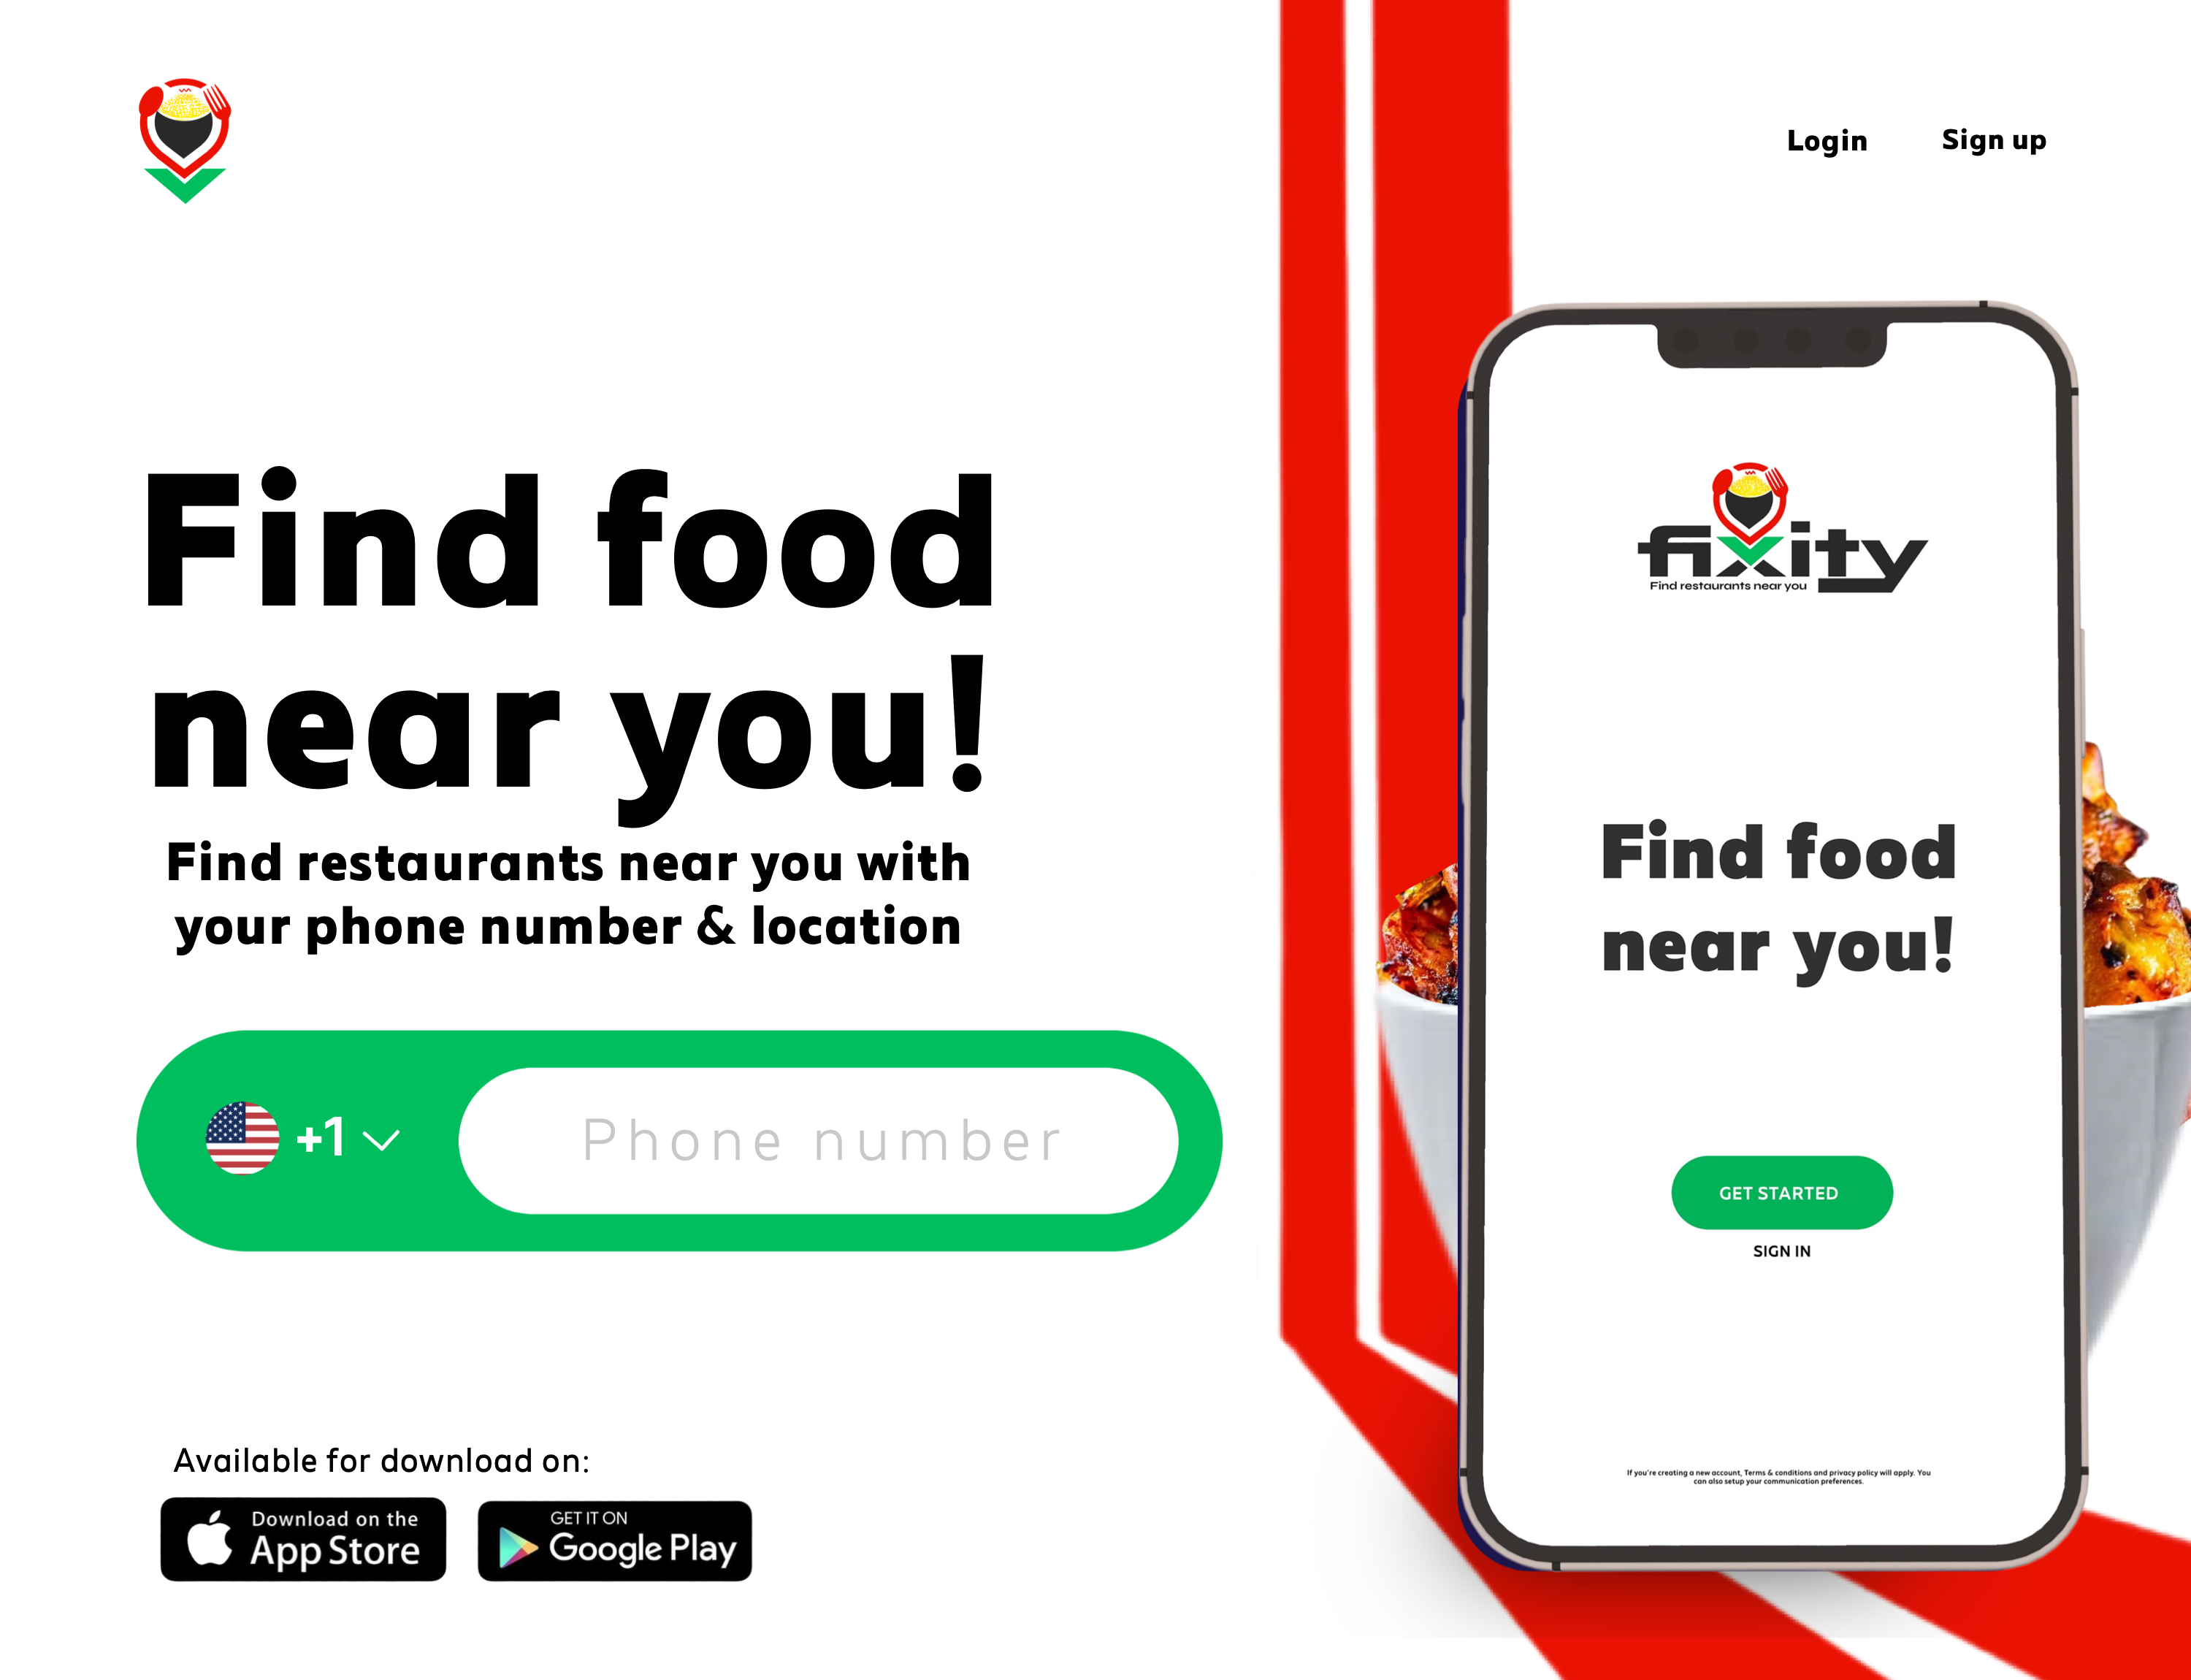 Login
Sign up
Find food
near you!
Find restaurants near you with
your phone number & location
+1
Phone number
Available for download on:
Download on the
App Store
GET IT ON
Google Play
fixity
Find restaurants near you
Find food
near you!
GET STARTED
SIGN IN
If you're creating a new account, Terms & conditions and privacy policy will apply. You
can also setup your communication preferences.